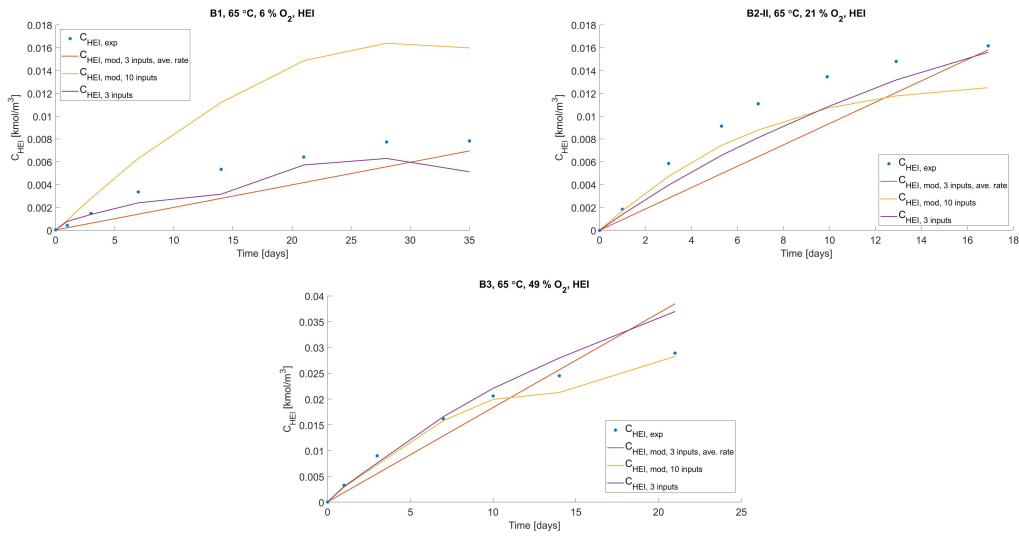 B1, 65 °C, 6 % O2, HEI
0.018
0.016
0.014
0.012
0.01
0.008
0.006
0.004
0.002
0
CHEI [kmol/m3]
CHEI, exp
CHEI, mod, 3 inputs, ave. rate
CHEI, mod, 10 inputs
CHEI, 3 inputs
0 5 10 15 20 25 30 35
Time [days]
B2-II, 65 °C, 21 % O2, HEI
0.018
0.016
0.014
0.012
0.01
0.008
0.006
0.004
0.002
0
CHEI [kmol/m3]
CHEI, exp
CHEI, mod, 3 inputs, ave. rate
CHEI, mod, 10 inputs
CHEI, 3 inputs
0 2 4 6 8 10 12 14 16 18
Time [days]
B3, 65 °C, 49 % O2, HEI
0.04
0.035
0.03
0.025
0.02
0.015
0.01
0.005
0
CHEI [kmol/m3]
CHEI, exp
CHEI, mod, 3 inputs, ave. rate
CHEI, mod, 10 inputs
CHEI, 3 inputs
0 5 10 15 20 25
Time [days]